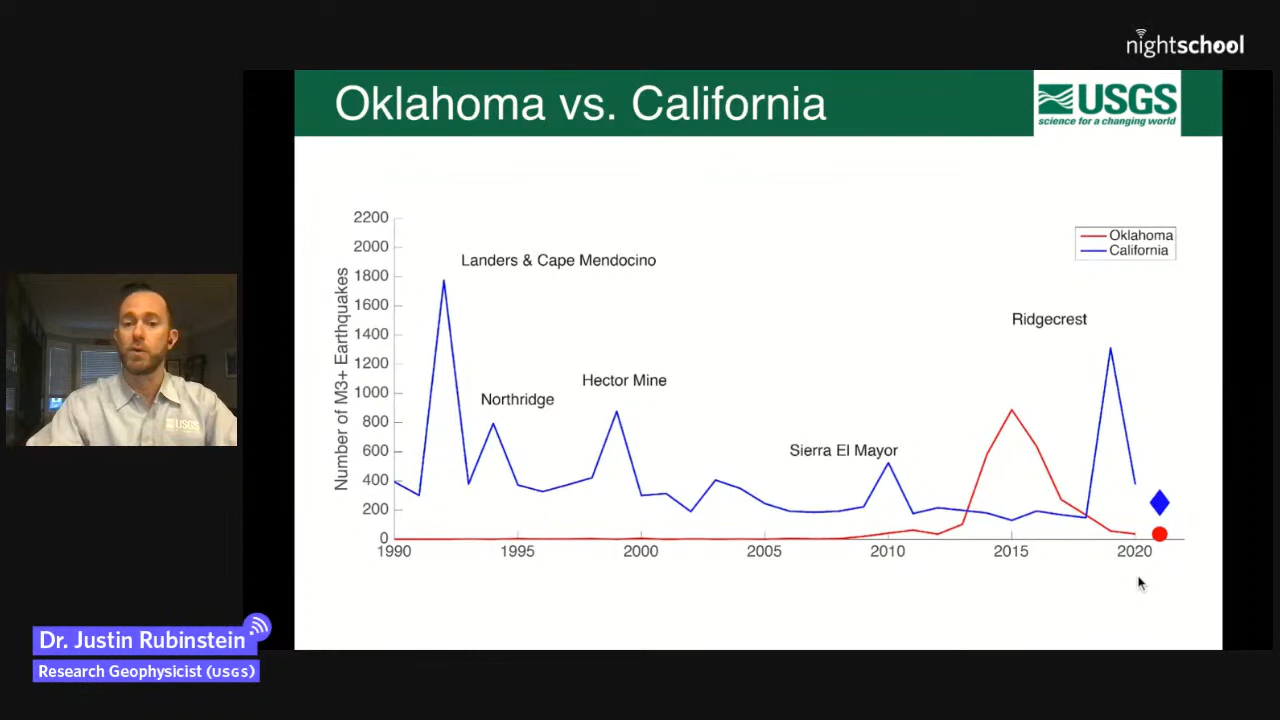 nightschool
Oklahoma vs. California
USGS
science for a changing world
2200
2000
1800
1600
1400
1200
1000
800
600
400
200
0
Number of M3+ Earthquakes
Landers & Cape Mendocino
Northridge
Hector Mine
Sierra El Mayor
Ridgecrest
Oklahoma
California
1990
1995
2000
2005
2010
2015
2020
USGS
Dr. Justin Rubinstein
Research Geophysicist (USGS)